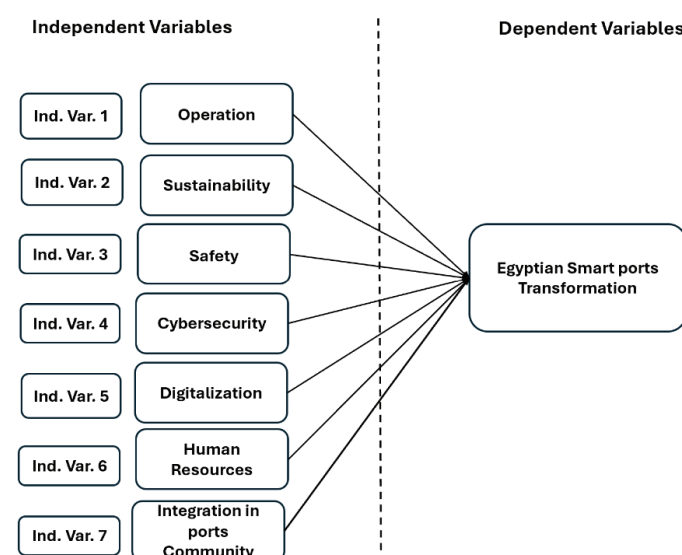 Independent Variables
Dependent Variables
Ind. Var. 1
Operation
Ind. Var. 2
Sustainability
Ind. Var. 3
Safety
Ind. Var. 4
Cybersecurity
Ind. Var. 5
Digitalization
Ind. Var. 6
Human
Resources
Ind. Var. 7
Integration in
ports
Community
Egyptian Smart ports
Transformation